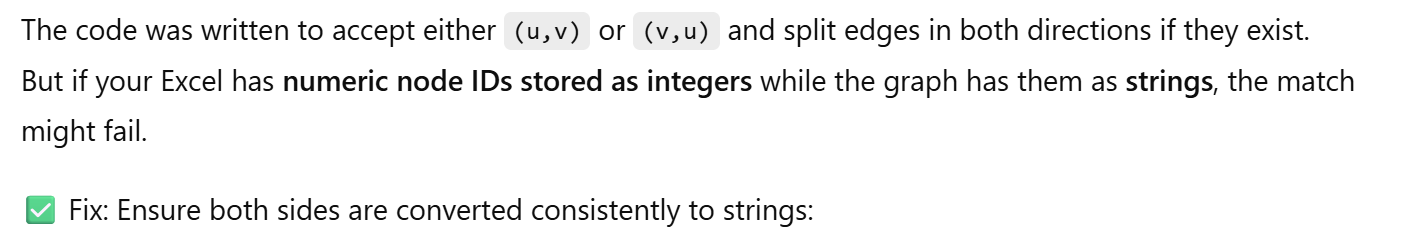 The code was written to accept either (u,v) or (v,u) and split edges in both directions if they exist.
But if your Excel has numeric node IDs stored as integers while the graph has them as strings, the match
might fail.
✅ Fix: Ensure both sides are converted consistently to strings: